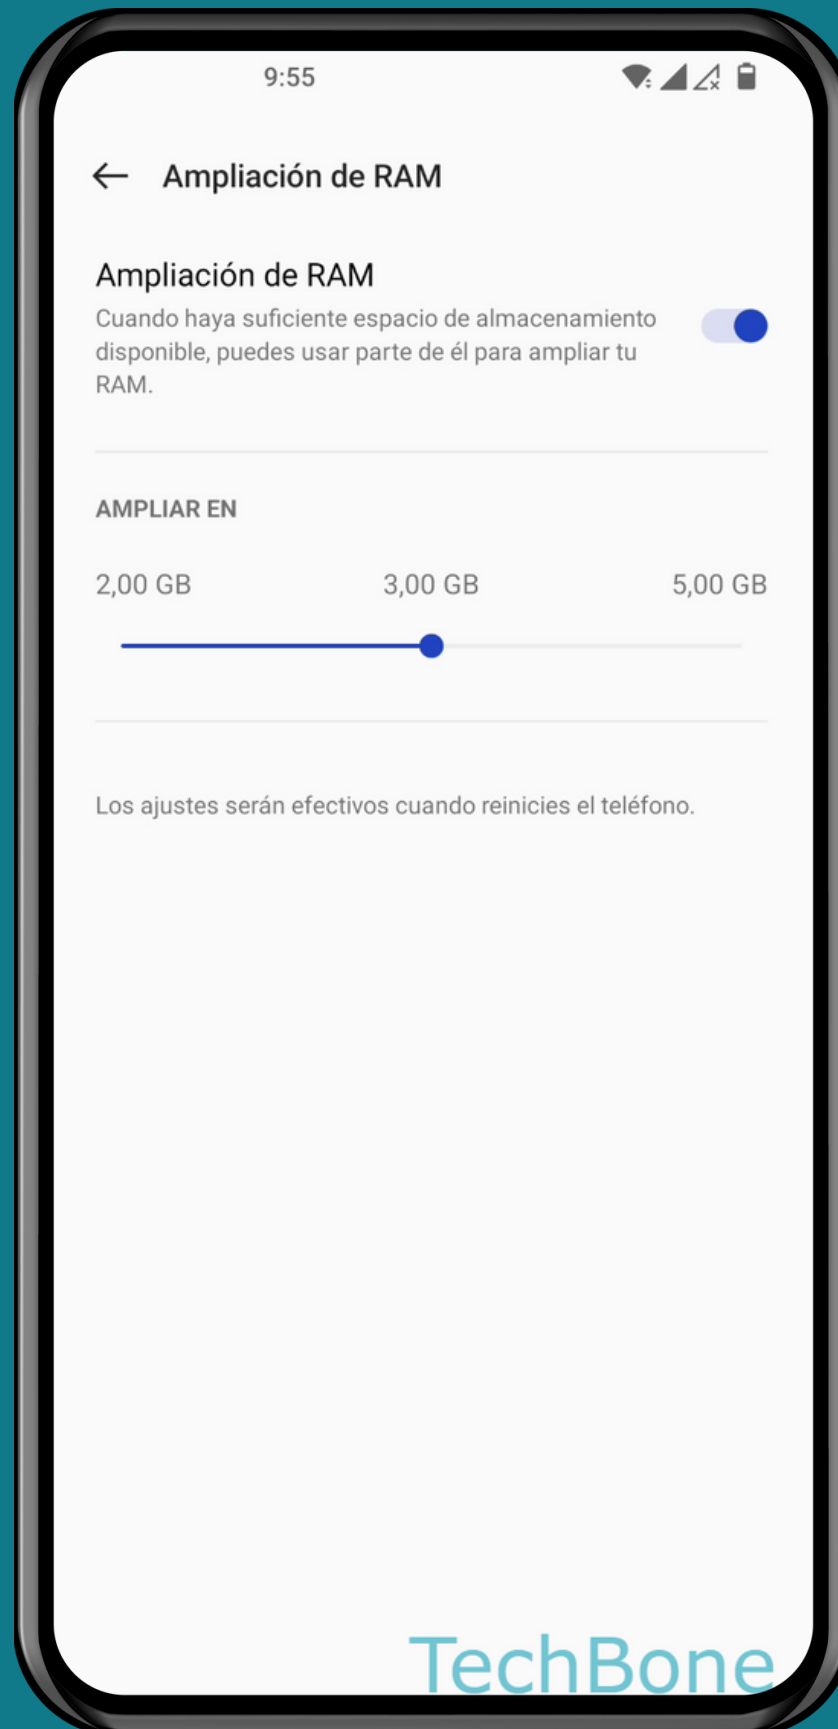 9:55
Ampliación de RAM
Ampliación de RAM
Cuando haya suficiente espacio de almacenamiento
disponible, puedes usar parte de él para ampliar tu
RAM.
AMPLIAR EN
2,00 GB 3,00 GB 5,00 GB
Los ajustes serán efectivos cuando reinicies el teléfono.
TechBone